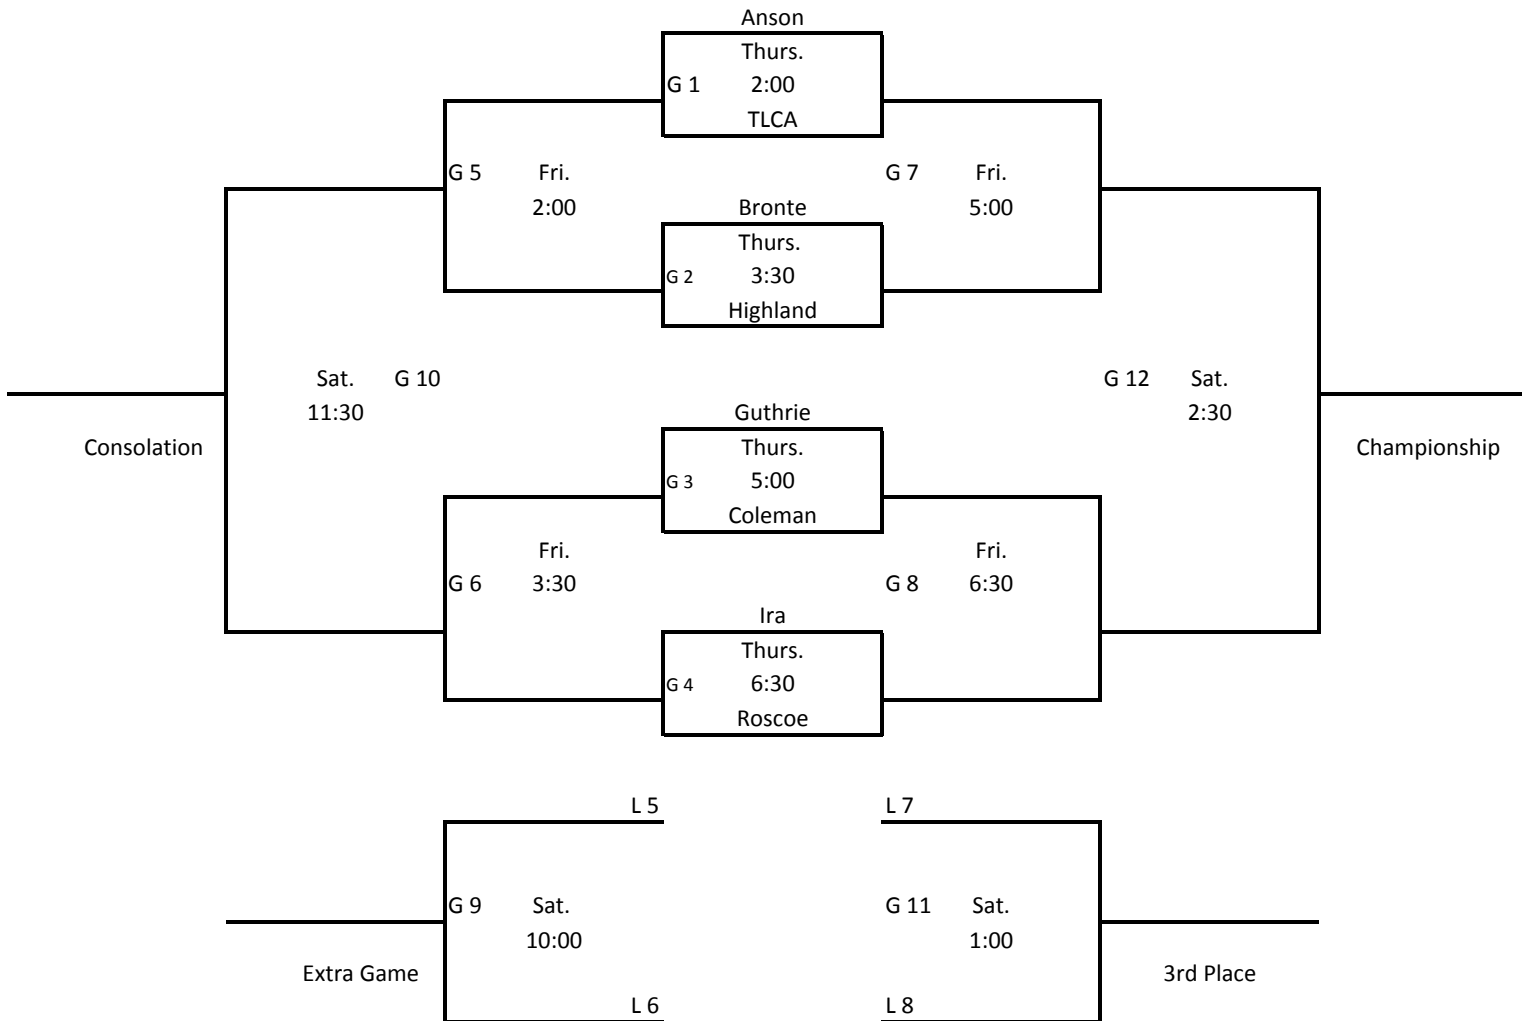 Anson
Thurs.
G 1 2:00
TLCA
G 5 Fri.
2:00
G 7 Fri.
5:00
Bronte
Thurs.
G 2 3:30
Highland
Sat. G 10
11:30
G 12 Sat.
2:30
Consolation
Guthrie
Thurs.
G 3 5:00
Coleman
Championship
Fri.
G 6 3:30
Fri.
G 8 6:30
Ira
Thurs.
G 4 6:30
Roscoe
L 5
L 7
G 9 Sat.
10:00
G 11 Sat.
1:00
Extra Game
3rd Place
L 6
L 8